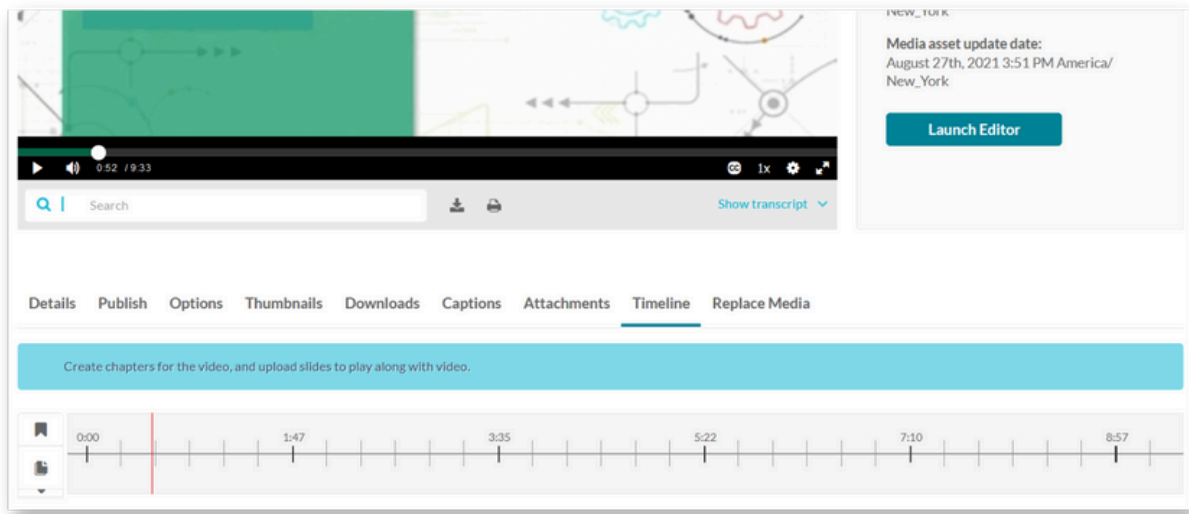 New_York
Media asset update date:
August 27th, 2021 3:51 PM America/
New_York
Launch Editor
0:52 / 9:33
CC 1x
Search
Show transcript
Details Publish Options Thumbnails Downloads Captions Attachments Timeline Replace Media
Create chapters for the video, and upload slides to play along with video.
0:00 1:47 3:35 5:22 7:10 8:57